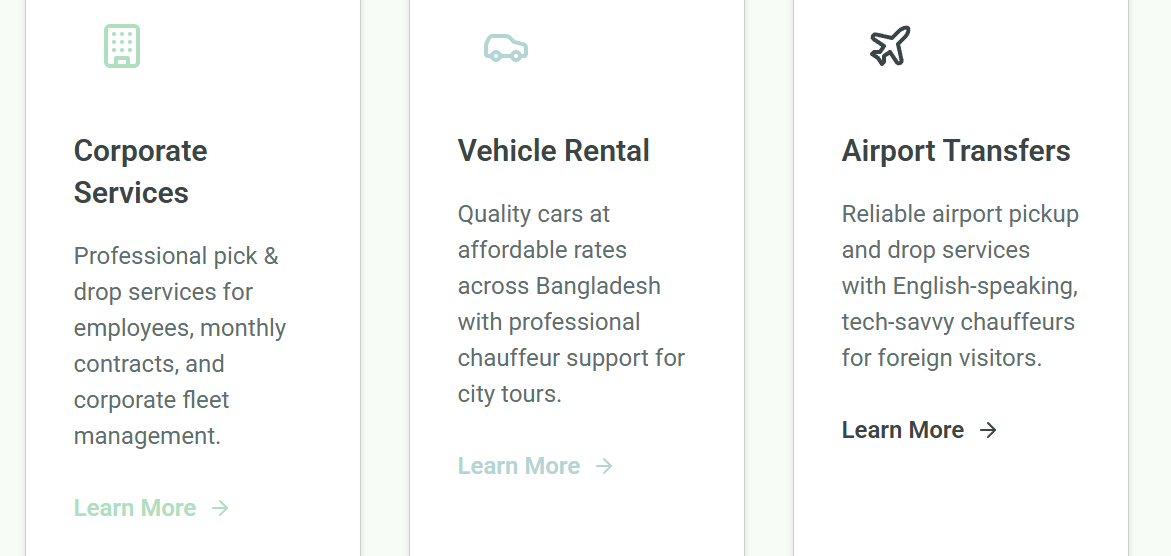 Corporate
Services
Professional pick &
drop services for
employees, monthly
contracts, and
corporate fleet
management.
Learn More →
Vehicle Rental
Quality cars at
affordable rates
across Bangladesh
with professional
chauffeur support for
city tours.
Learn More →
Airport Transfers
Reliable airport pickup
and drop services
with English-speaking,
tech-savvy chauffeurs
for foreign visitors.
Learn More →